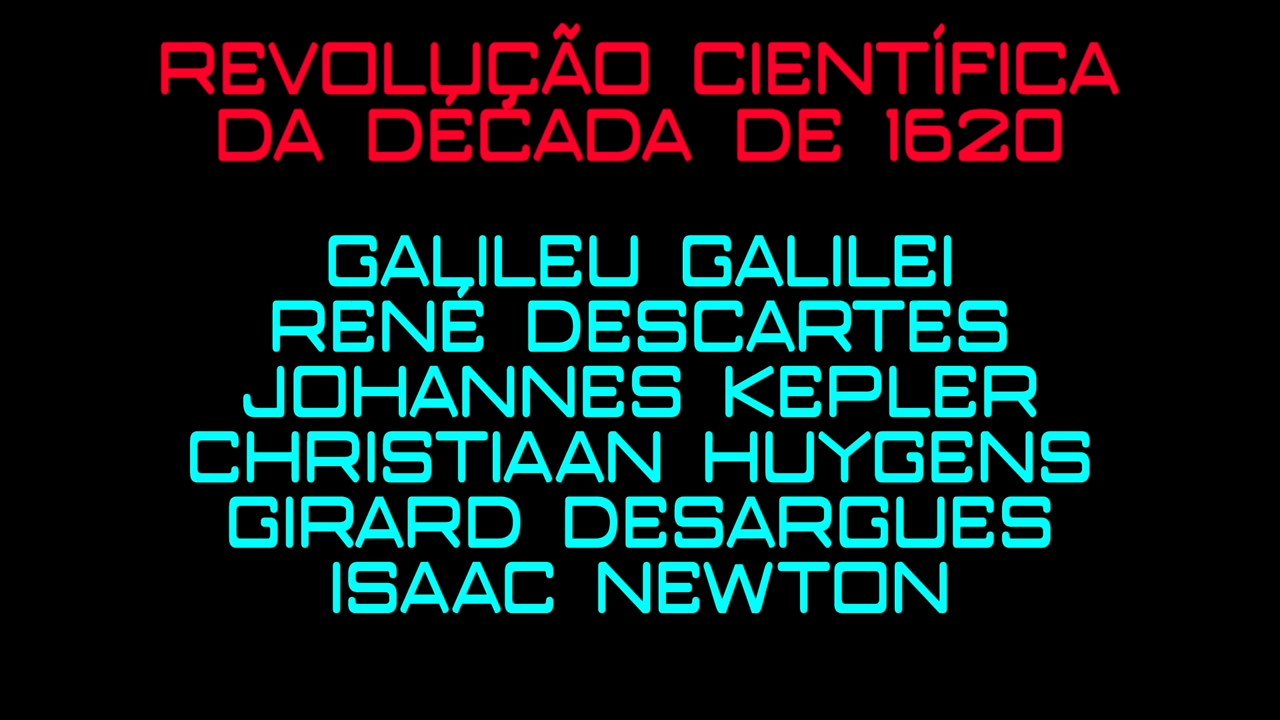 REVOLUÇÃO CIENTÍFICA
DA DÉCADA DE 1620
GALILEU GALILEI
RENÉ DESCARTES
JOHANNES KEPLER
CHRISTIAAN HUYGENS
GIRARD DESARGUES
ISAAC NEWTON